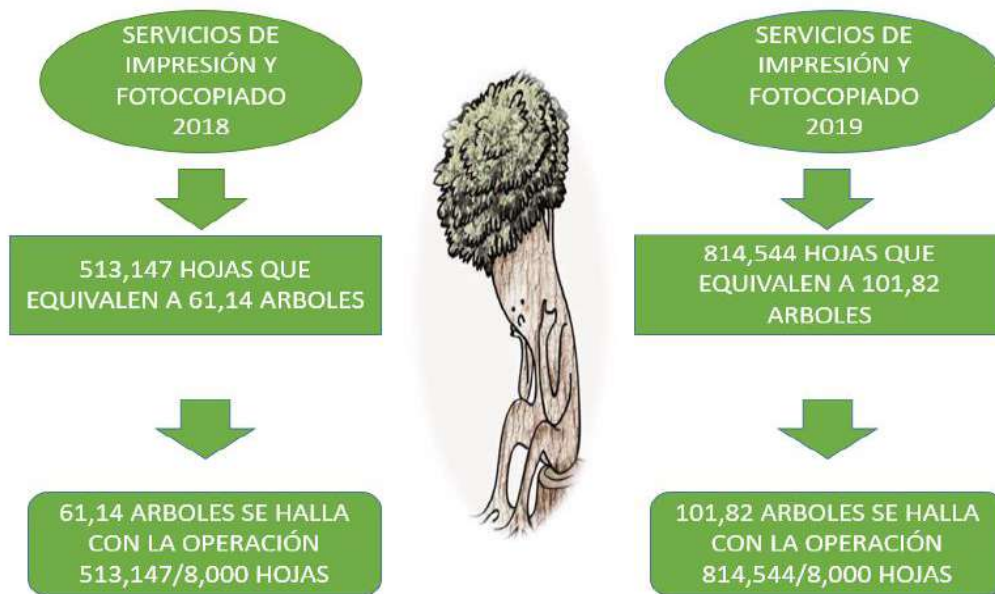 SERVICIOS DE
IMPRESIÓN Y
FOTOCOPIADO
2018
513,147 HOJAS QUE
EQUIVALEN A 61,14 ARBOLES
61,14 ARBOLES SE HALLA
CON LA OPERACIÓN
513,147/8,000 HOJAS
SERVICIOS DE
IMPRESIÓN Y
FOTOCOPIADO
2019
814,544 HOJAS QUE
EQUIVALEN A 101,82
ARBOLES
101,82 ARBOLES SE HALLA
CON LA OPERACIÓN
814,544/8,000 HOJAS